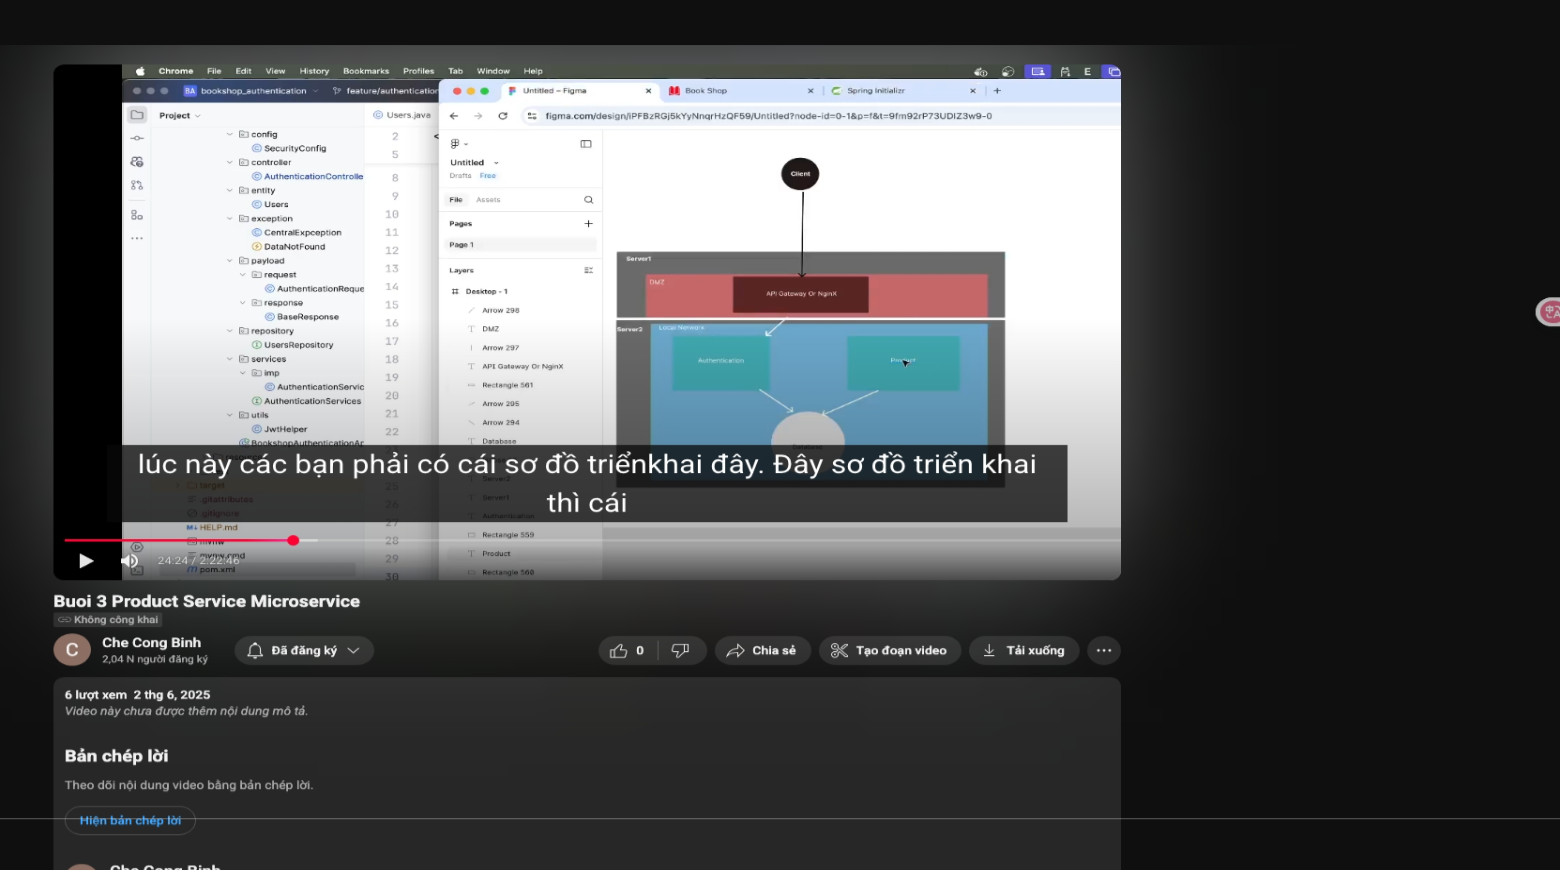 Chrome File Edit View History Bookmarks Profiles Tab Window Help E
BA bookshop_authentication feature/authentication
Untitled – Figma
Book Shop
Spring Initializr
Project
Users.java
figma.com/design/iPFBzRGj5kYyNnqrHzQF59/Untitled?node-id=0-1&p=f&t=9fm92rP73UDIZ3w9-0
config
SecurityConfig
controller
AuthenticationControlle
entity
Users
exception
CentralExpception
DataNotFound
payload
request
AuthenticationReque
response
BaseResponse
repository
UsersRepository
services
imp
AuthenticationServic
AuthenticationServices
utils
JwtHelper
BookshopAuthenticationAp
target
.gitattributes
.gitignore
HELP.md
mvnw
mvnw.cmd
pom.xml
2
5
8
9
10
11
12
13
14
15
16
17
18
19
20
21
22
25
26
27
28
29
30
Untitled
Drafts Free
File Assets
Pages
Page 1
Layers
Desktop - 1
Arrow 298
DMZ
Arrow 297
API Gateway Or NginX
Rectangle 561
Arrow 295
Arrow 294
Database
Server2
Server1
Authentication
Rectangle 559
Product
Rectangle 560
Client
Server1
DMZ
API Gateway Or NginX
Server2
Authentication
Database
lúc này các bạn phải có cái sơ đồ triểnkhai đây. Đây sơ đồ triển khai
thì cái
24:24 / 2:22:46
Buoi 3 Product Service Microservice
Không công khai
C
Che Cong Binh
2,04 N người đăng ký
Đã đăng ký
0
Chia sẻ
Tạo đoạn video
Tải xuống
6 lượt xem 2 thg 6, 2025
Video này chưa được thêm nội dung mô tả.
Bản chép lời
Theo dõi nội dung video bằng bản chép lời.
Hiện bản chép lời
Che Cong Binh